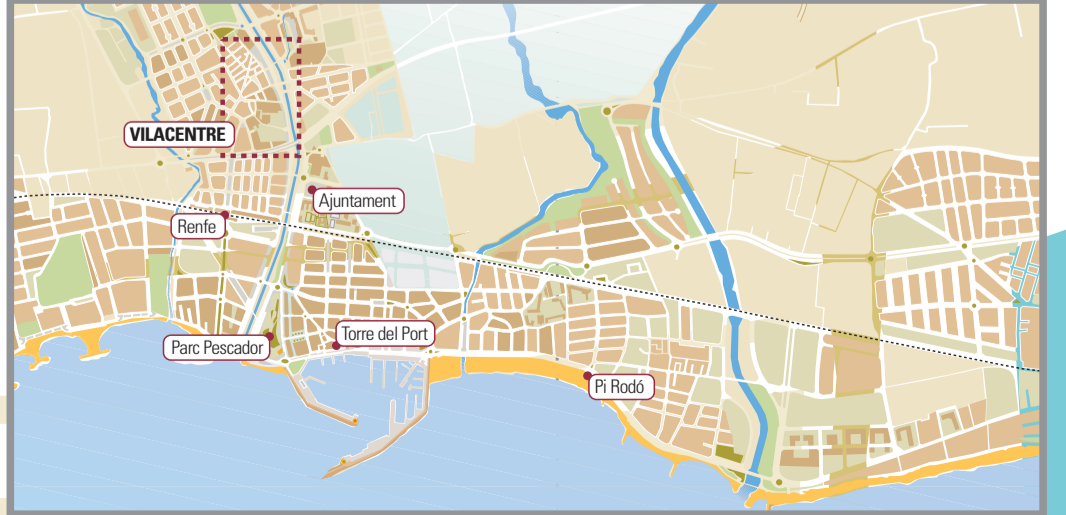 VILACENTRE
Ajuntament
Renfe
Torre del Port
Parc Pescador
Pi Rodó